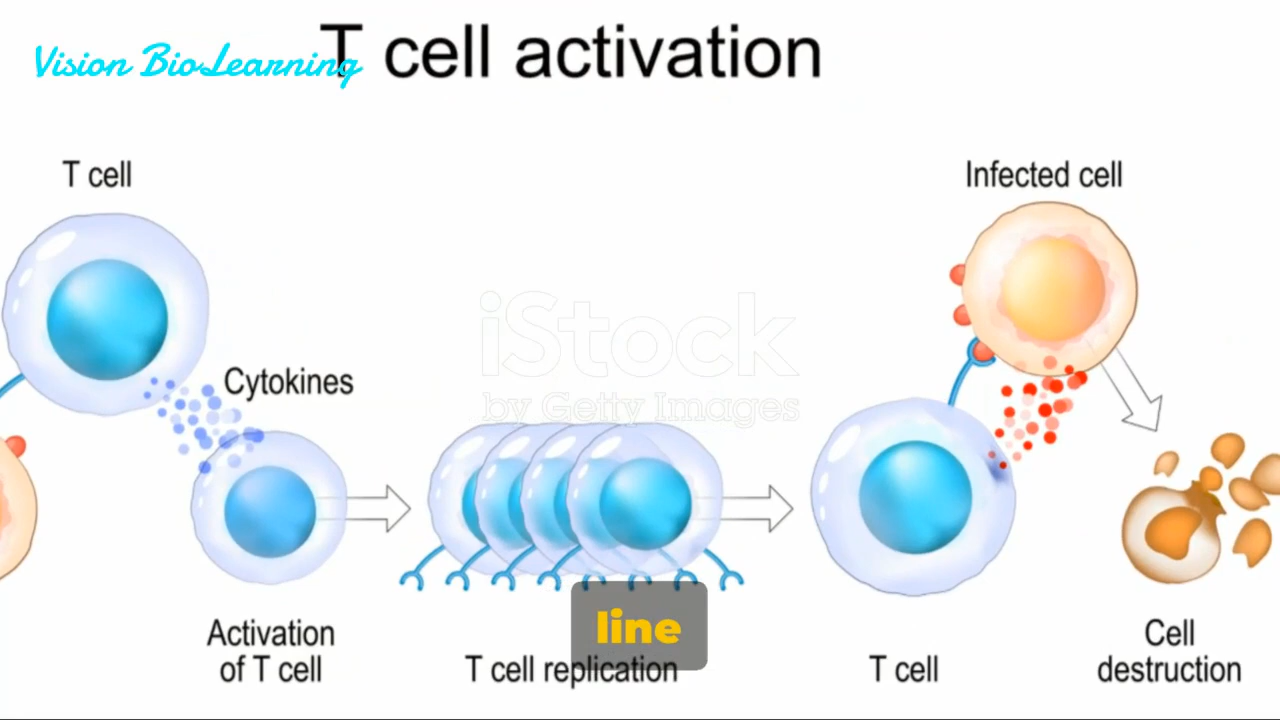 Vision BioLearning
T cell activation
T cell
Infected cell
Cytokines
iStock
by Getty Images
line
Activation
of T cell
T cell replication
T cell
Cell
destruction